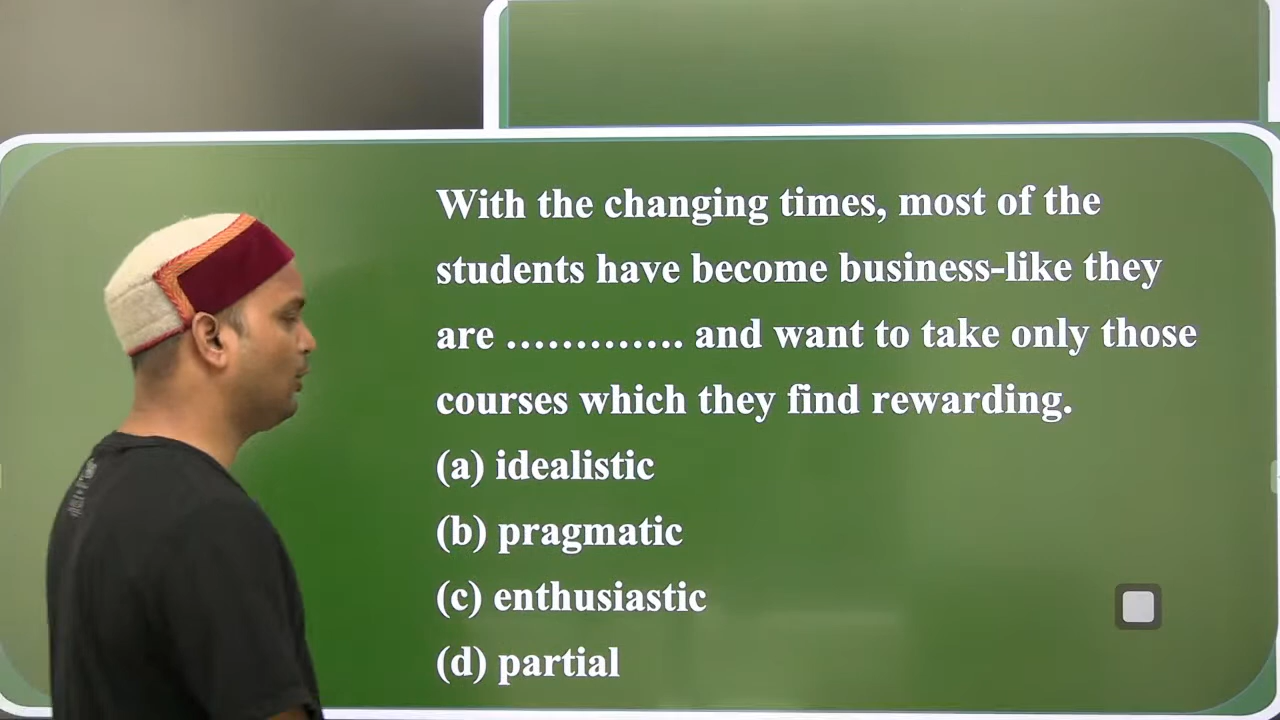 With the changing times, most of the
students have become business-like they
are …………. and want to take only those
courses which they find rewarding.
(a) idealistic
(b) pragmatic
(c) enthusiastic
(d) partial